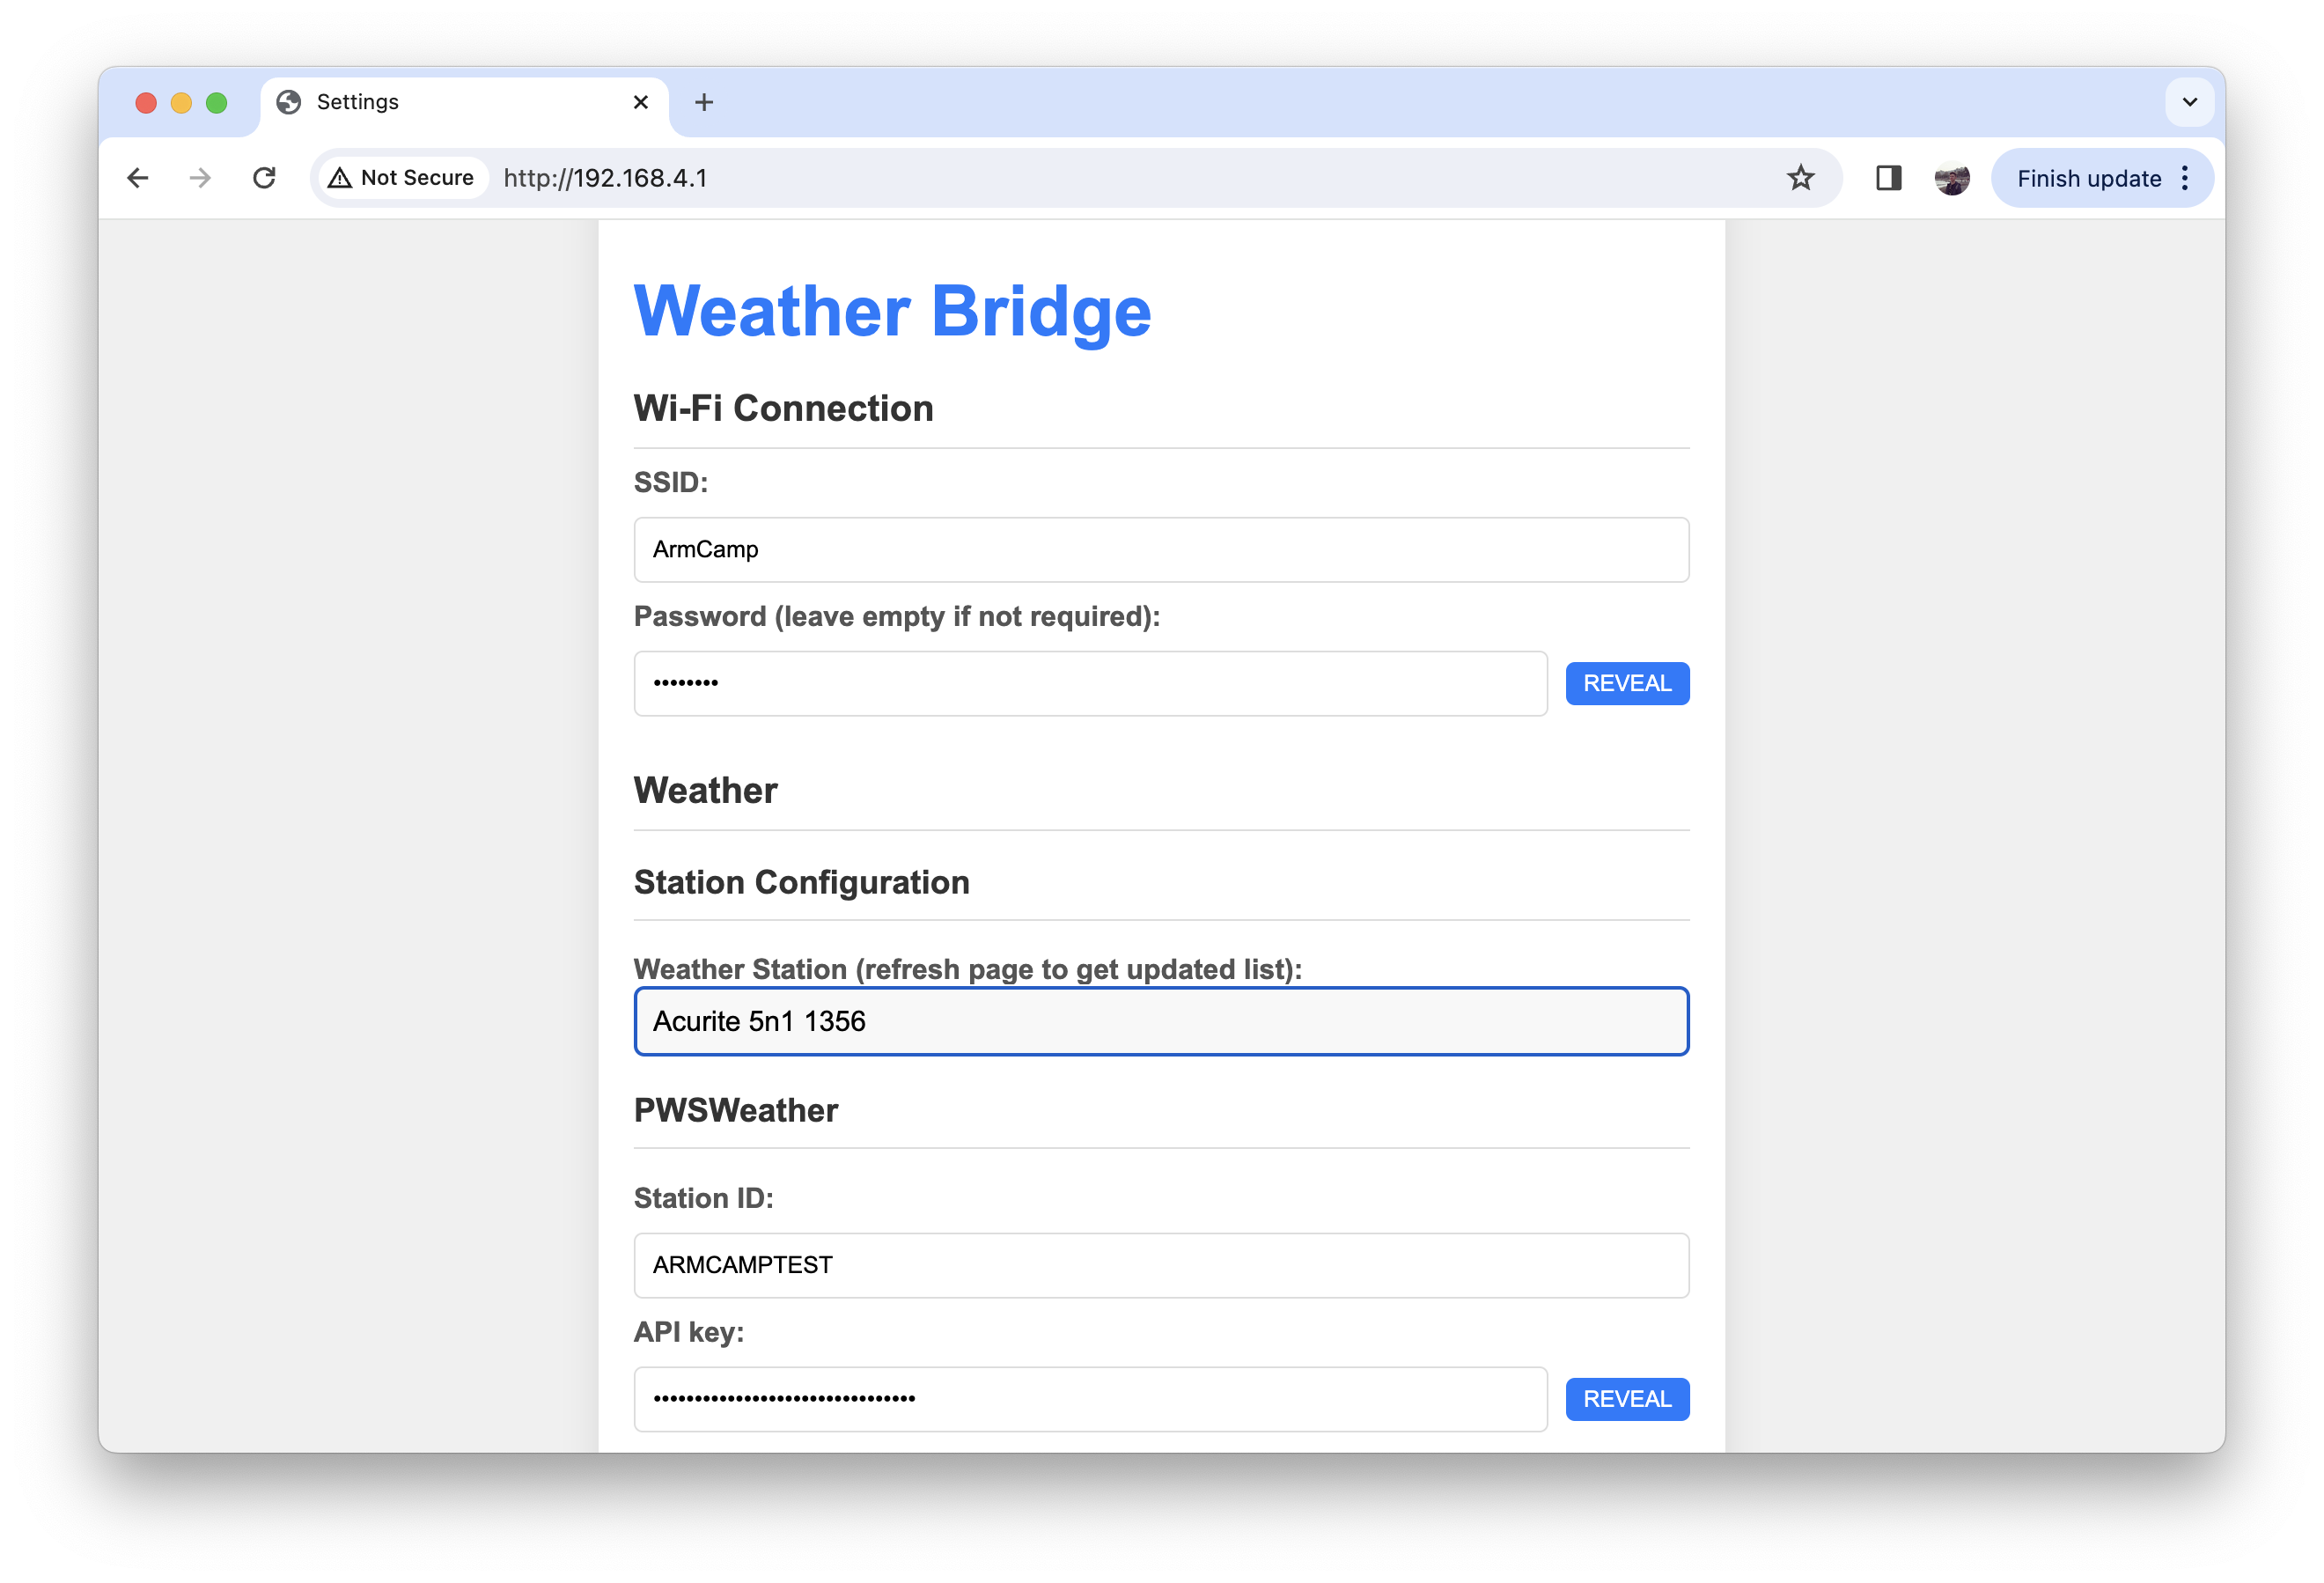 Settings
Not Secure http://192.168.4.1
Finish update
Weather Bridge
Wi-Fi Connection
SSID:
ArmCamp
Password (leave empty if not required):
••••••••
REVEAL
Weather
Station Configuration
Weather Station (refresh page to get updated list):
Acurite 5n1 1356
PWSWeather
Station ID:
ARMCAMPTEST
API key:
••••••••••••••••••••••••••••••••
REVEAL